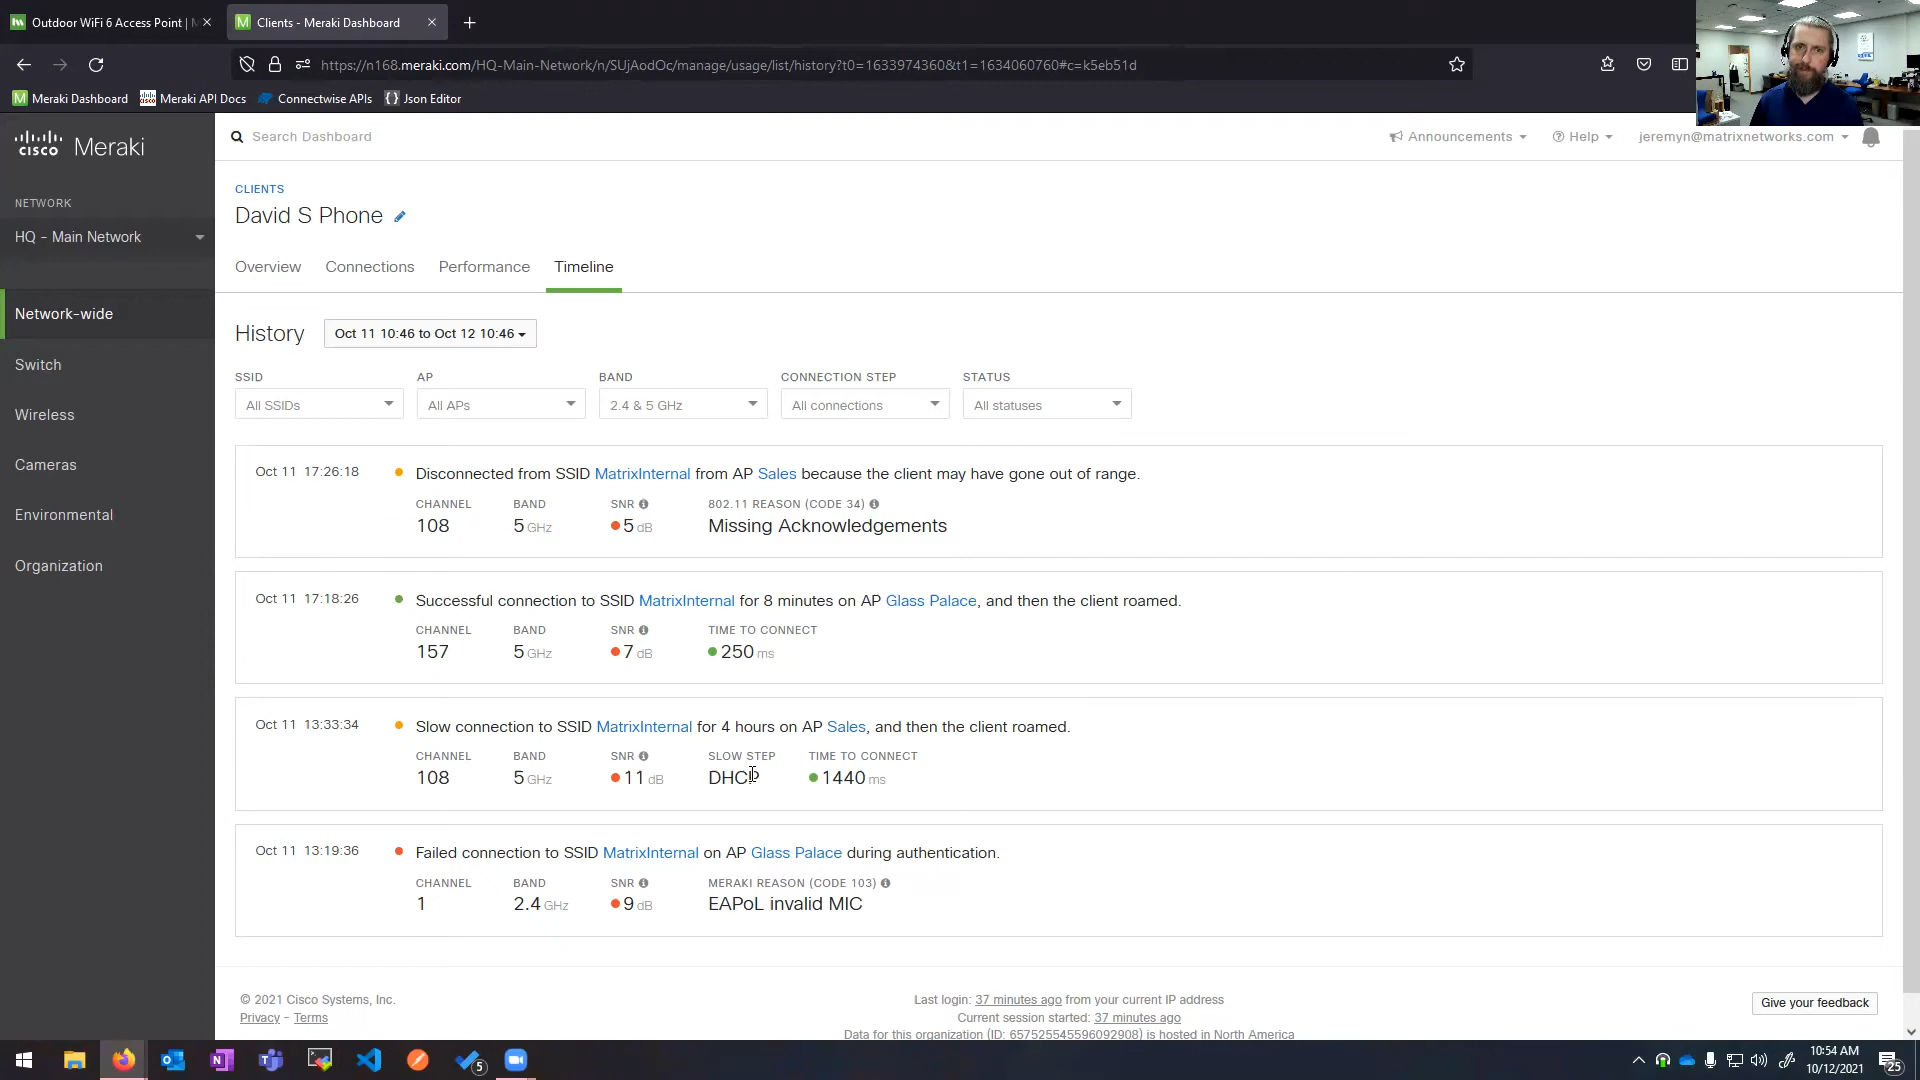 Outdoor WiFi 6 Access Point |
Clients - Meraki Dashboard
https://n168.meraki.com/HQ-Main-Network/n/SUjAodOc/manage/usage/list/history?t0=1633974360&t1=1634060760#c=k5eb51d
Meraki Dashboard
Meraki API Docs
Connectwise APIs
Json Editor
CISCO Meraki
NETWORK
HQ - Main Network
Network-wide
Switch
Wireless
Cameras
Environmental
Organization
Search Dashboard
Announcements
Help
jeremyn@matrixnetworks.com
CLIENTS
David S Phone
Overview Connections Performance Timeline
History Oct 11 10:46 to Oct 12 10:46
SSID AP BAND CONNECTION STEP STATUS
All SSIDs All APs 2.4 & 5 GHz All connections All statuses
Oct 11 17:26:18 Disconnected from SSID MatrixInternal from AP Sales because the client may have gone out of range.
CHANNEL BAND SNR 802.11 REASON (CODE 34)
108 5 GHz 5 dB Missing Acknowledgements
Oct 11 17:18:26 Successful connection to SSID MatrixInternal for 8 minutes on AP Glass Palace, and then the client roamed.
CHANNEL BAND SNR TIME TO CONNECT
157 5 GHz 7 dB 250 ms
Oct 11 13:33:34 Slow connection to SSID MatrixInternal for 4 hours on AP Sales, and then the client roamed.
CHANNEL BAND SNR SLOW STEP TIME TO CONNECT
108 5 GHz 11 dB DHCP 1440 ms
Oct 11 13:19:36 Failed connection to SSID MatrixInternal on AP Glass Palace during authentication.
CHANNEL BAND SNR MERAKI REASON (CODE 103)
1 2.4 GHz 9 dB EAPoL invalid MIC
© 2021 Cisco Systems, Inc.
Privacy - Terms
Last login: 37 minutes ago from your current IP address
Current session started: 37 minutes ago
Data for this organization (ID: 657525545596092908) is hosted in North America
Give your feedback
5
10:54 AM
10/12/2021
25